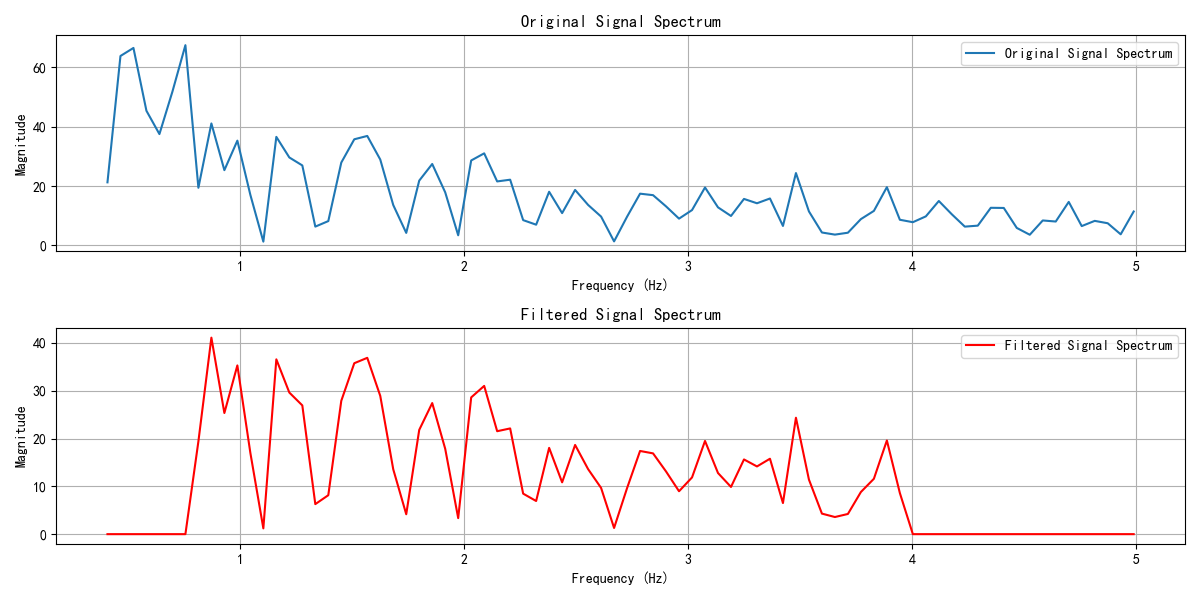 Original Signal Spectrum
Original Signal Spectrum
Magnitude
60
40
20
0
1 2 3 4 5
Frequency (Hz)
Filtered Signal Spectrum
Filtered Signal Spectrum
Magnitude
40
30
20
10
0
1 2 3 4 5
Frequency (Hz)